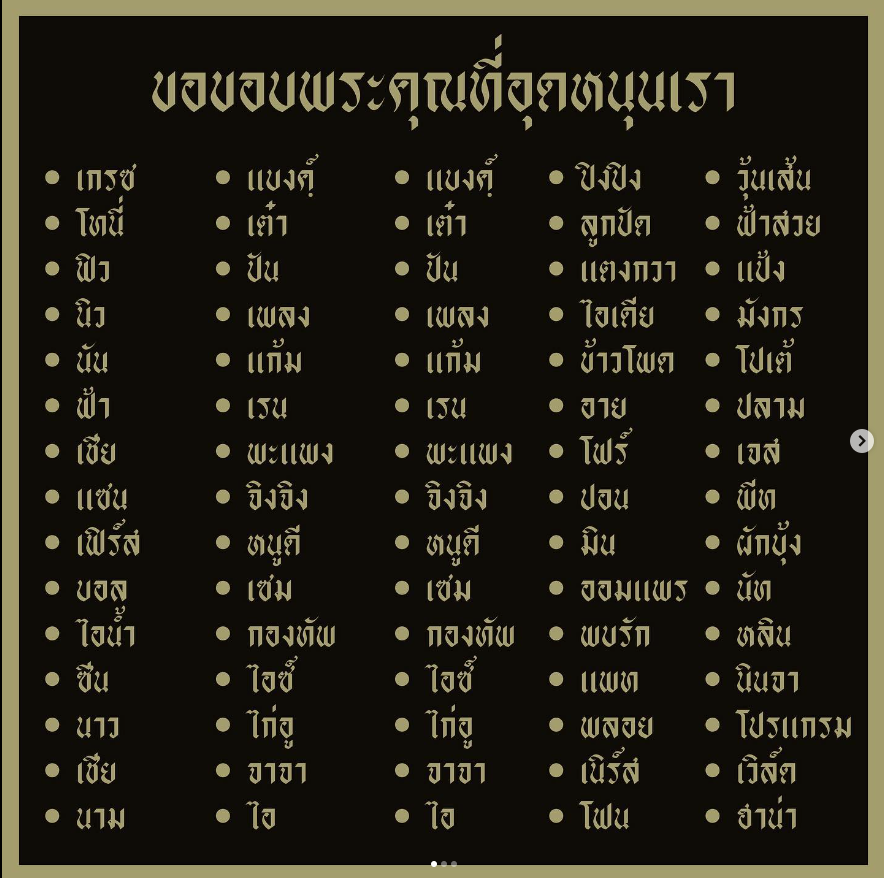 ขอขอบพระคุณที่อุดหนุนเรา
• เกรซ
• โทนี่
• ฟิว
• นิว
• นัน
• ฟ้า
• เชีย
• แซน
• เฟิร์ส
• บอล
• ไอน้ำ
• ซีน
• นาว
• เชีย
• นาม
• แบงค์
• เต๋า
• ปัน
• เพลง
• แก้ม
• เรน
• พะแพง
• จิงจิง
• หนูดี
• เซม
• กองทัพ
• ไอซ์
• ไก่อู
• จาจา
• ไอ
• แบงค์
• เต๋า
• ปัน
• เพลง
• แก้ม
• เรน
• พะแพง
• จิงจิง
• หนูดี
• เซม
• กองทัพ
• ไอซ์
• ไก่อู
• จาจา
• ไอ
• ปิงปิง
• ลูกปัด
• แตงกวา
• ไอเดีย
• ข้าวโพด
• อาย
• โฟร์
• ปอน
• มิน
• ออมแพร
• พบรัก
• แพท
• พลอย
• เนิร์ส
• โฟน
• วุ้นเส้น
• ฟ้าสวย
• แป้ง
• มังกร
• โปเต้
• ปลาม
• เจส
• พีท
• ผักบุ้ง
• นัท
• หลิน
• นินจา
• โปรแกรม
• เวิล์ด
• ฮาน่า